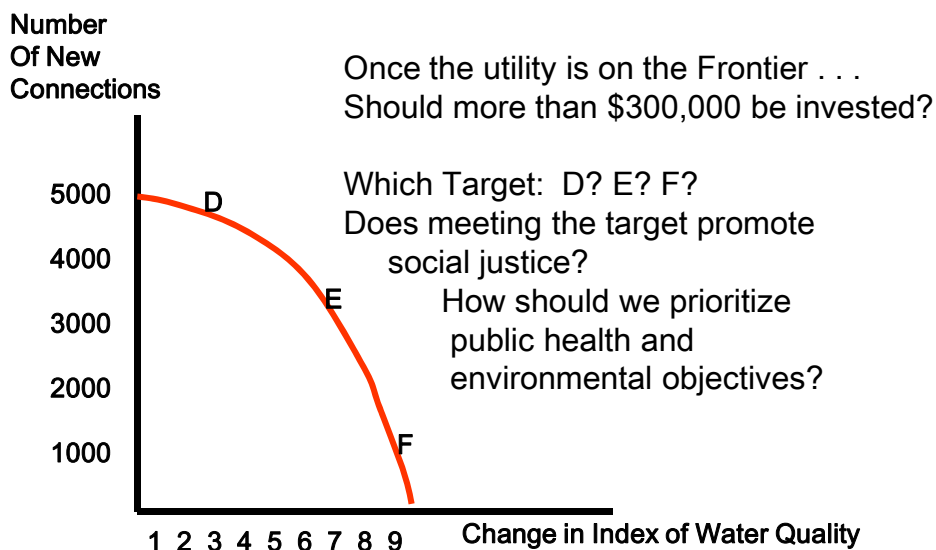 Number
Of New
Connections
Once the utility is on the Frontier . . .
Should more than $300,000 be invested?
Which Target:  D? E? F?
Does meeting the target promote
social justice?
How should we prioritize
public health and
environmental objectives?
5000
4000
3000
2000
1000
D
E
F
1 2 3 4 5 6 7 8 9
Change in Index of Water Quality